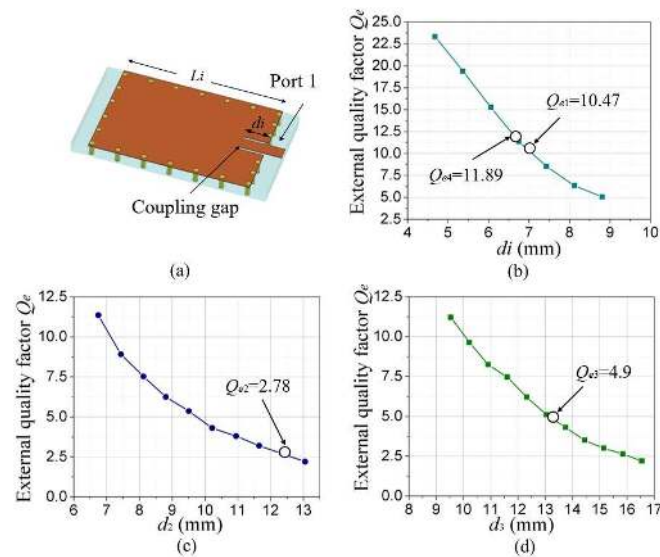 Li
di
Port 1
Coupling gap
(a)
External quality factor Qe
25.0
22.5
20.0
17.5
15.0
12.5
10.0
7.5
5.0
2.5
Qe1=10.47
Qe4=11.89
4 5 6 7 8 9 10
di (mm)
(b)
External quality factor Qe
12.5
10.0
7.5
5.0
2.5
0.0
Qe2=2.78
6 7 8 9 10 11 12 13 14
d2 (mm)
(c)
External quality factor Qe
12.5
10.0
7.5
5.0
2.5
0.0
Qe3=4.9
8 9 10 11 12 13 14 15 16 17
d3 (mm)
(d)